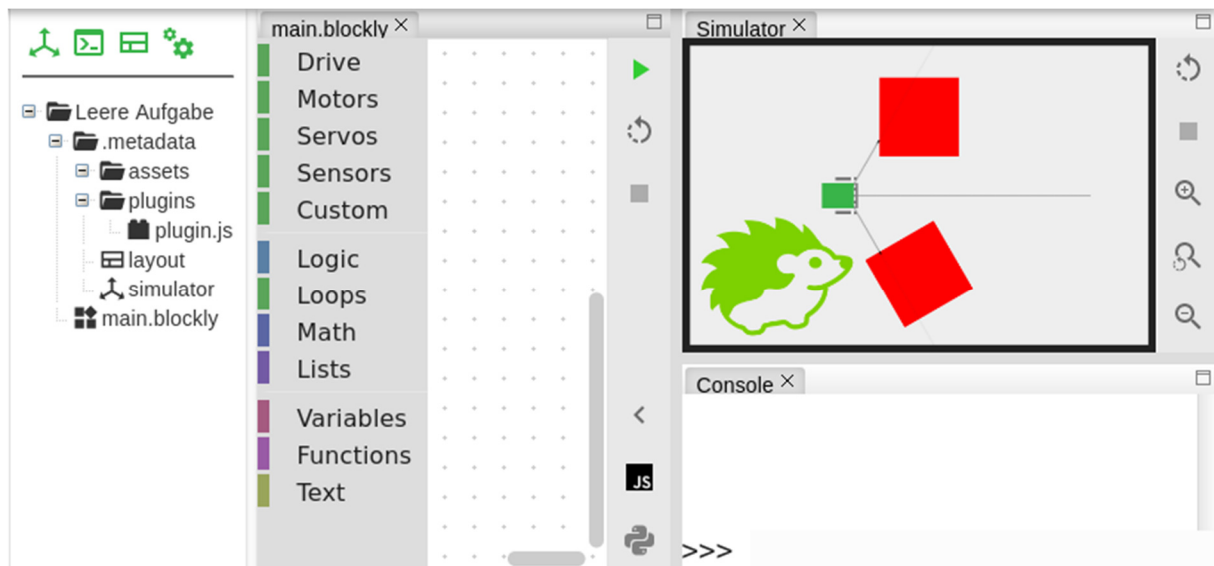 Leere Aufgabe
.metadata
assets
plugins
plugin.js
layout
simulator
main.blockly
main.blockly
Drive
Motors
Servos
Sensors
Custom
Logic
Loops
Math
Lists
Variables
Functions
Text
JS
Simulator
Console
>>>